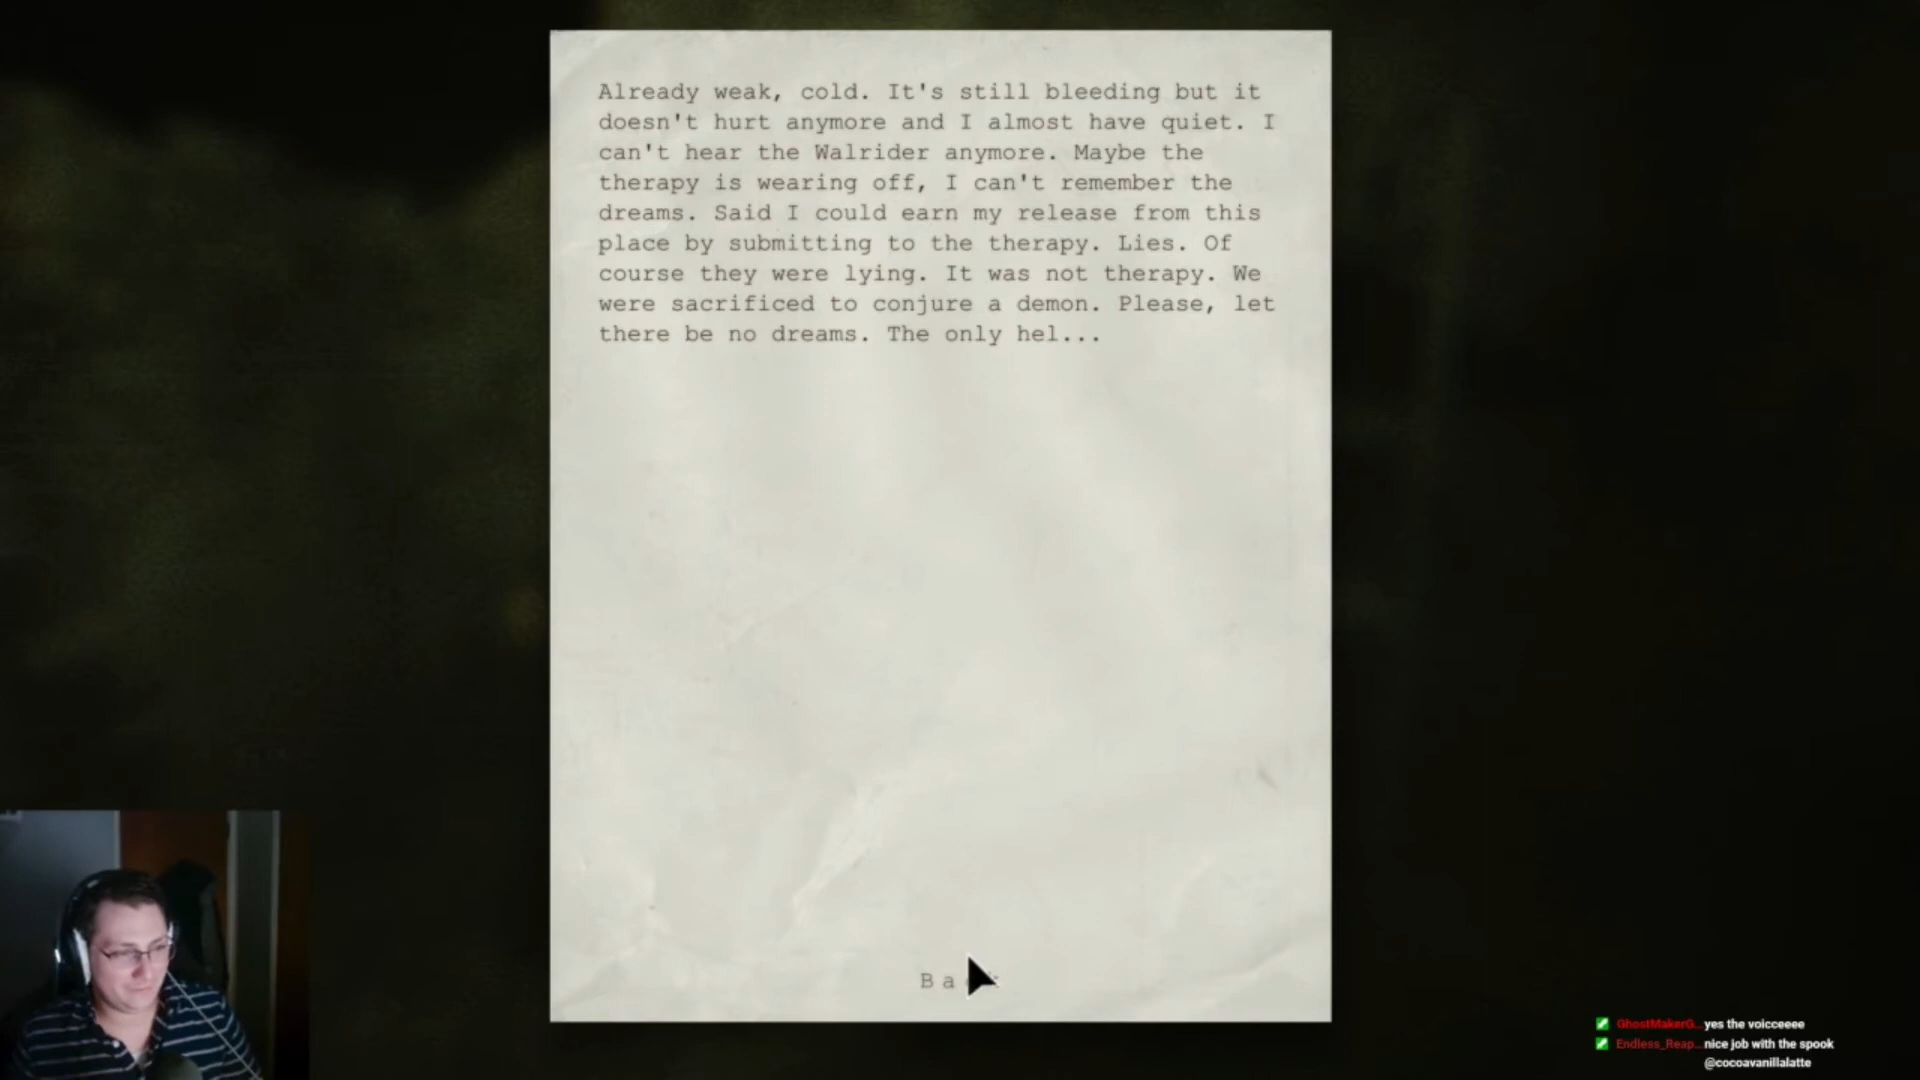 Already weak, cold. It's still bleeding but it
doesn't hurt anymore and I almost have quiet. I
can't hear the Walrider anymore. Maybe the
therapy is wearing off, I can't remember the
dreams. Said I could earn my release from this
place by submitting to the therapy. Lies. Of
course they were lying. It was not therapy. We
were sacrificed to conjure a demon. Please, let
there be no dreams. The only hel...
Back
GhostMakerG... yes the voicceeee
Endless_Reap... nice job with the spook
@cocoavanillalatte